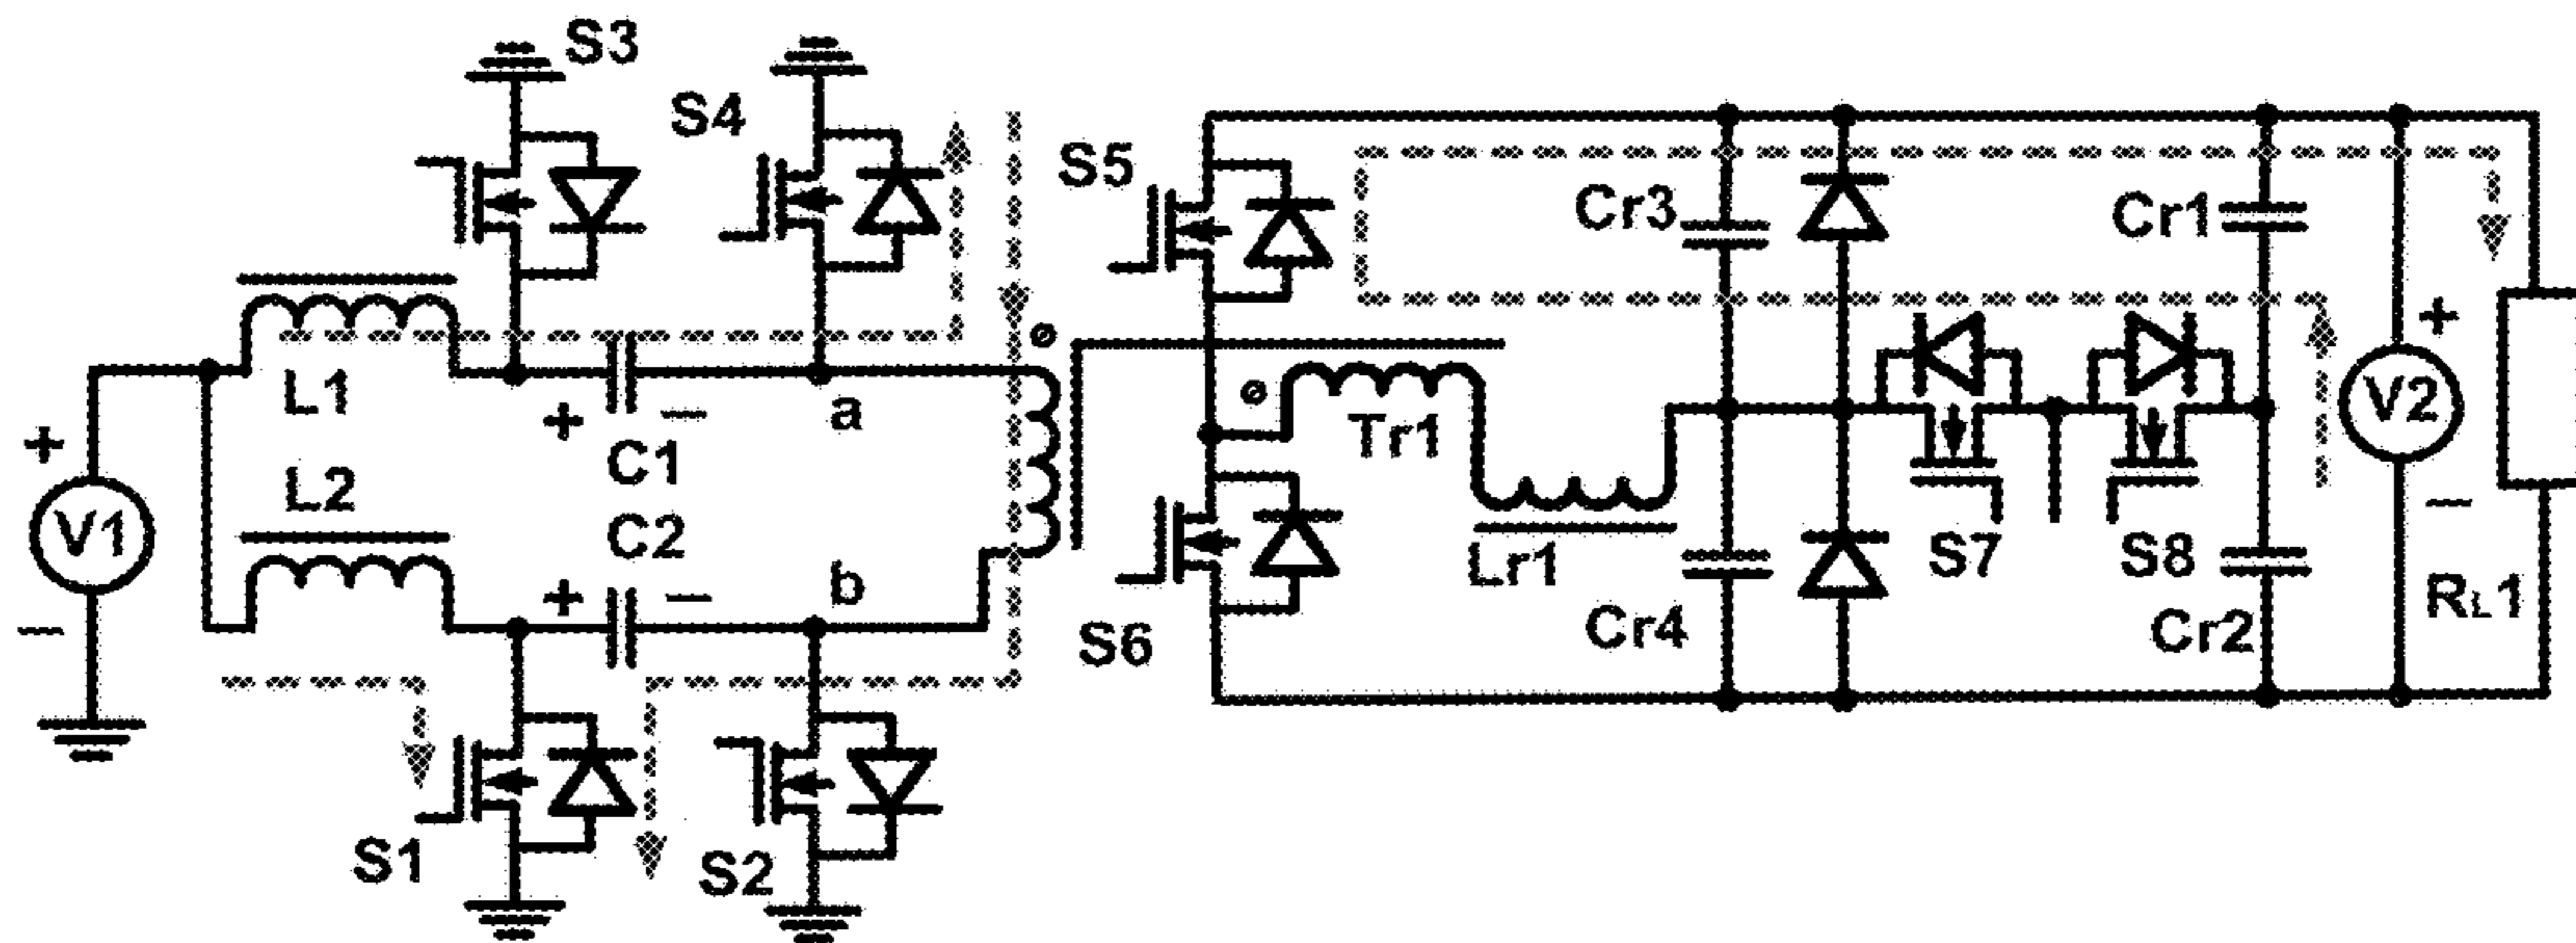 S3
S4
S5
Cr3
Cr1
L1
+
−
a
C1
Tr1
V2
+
+
L2
C2
V1
+
−
b
Lr1
S7
S8
−
RL1
−
S6
Cr4
Cr2
S1
S2